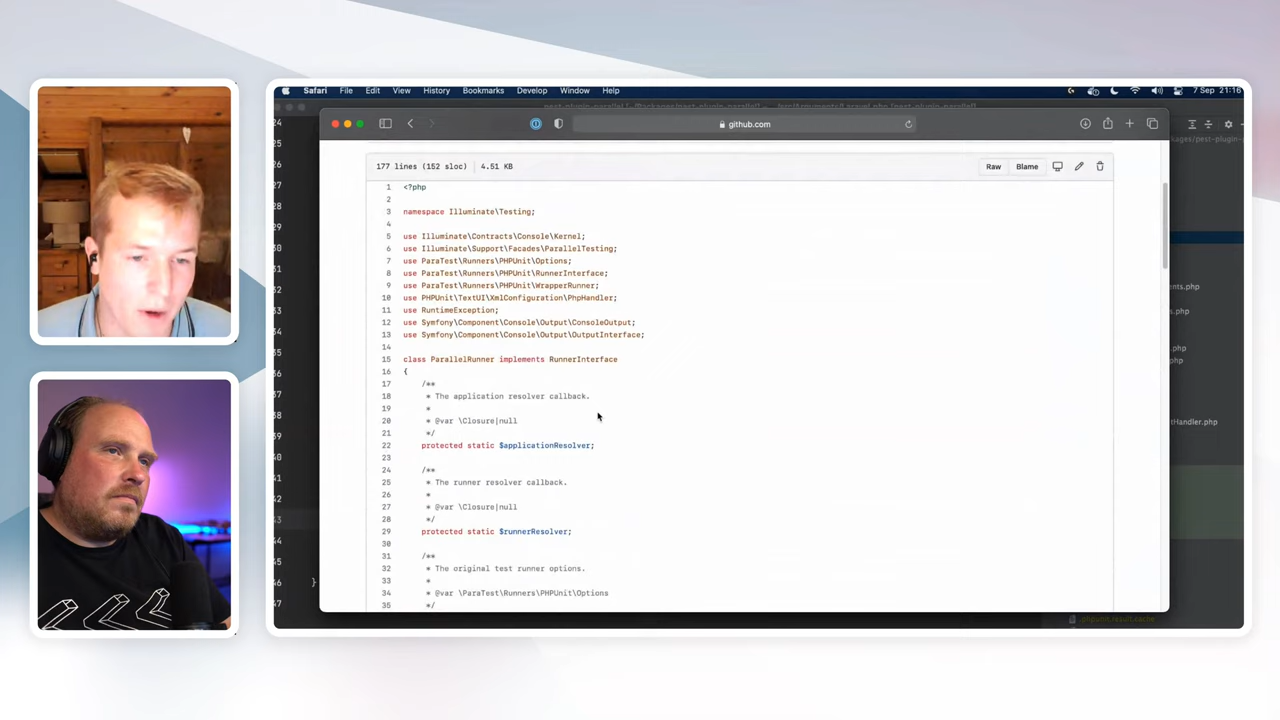 Safari File Edit View History Bookmarks Develop Window Help
7 Sep 21:16
github.com
177 lines (152 sloc) 4.51 KB
Raw Blame
1 <?php
2
3 namespace Illuminate\Testing;
4
5 use Illuminate\Contracts\Console\Kernel;
6 use Illuminate\Support\Facades\ParallelTesting;
7 use ParaTest\Runners\PHPUnit\Options;
8 use ParaTest\Runners\PHPUnit\RunnerInterface;
9 use ParaTest\Runners\PHPUnit\WrapperRunner;
10 use PHPUnit\TextUI\XmlConfiguration\PhpHandler;
11 use RuntimeException;
12 use Symfony\Component\Console\Output\ConsoleOutput;
13 use Symfony\Component\Console\Output\OutputInterface;
14
15 class ParallelRunner implements RunnerInterface
16 {
17 /**
18 * The application resolver callback.
19 *
20 * @var \Closure|null
21 */
22 protected static $applicationResolver;
23
24 /**
25 * The runner resolver callback.
26 *
27 * @var \Closure|null
28 */
29 protected static $runnerResolver;
30
31 /**
32 * The original test runner options.
33 *
34 * @var \ParaTest\Runners\PHPUnit\Options
35 */
46 }
47
.phpunit.result.cache